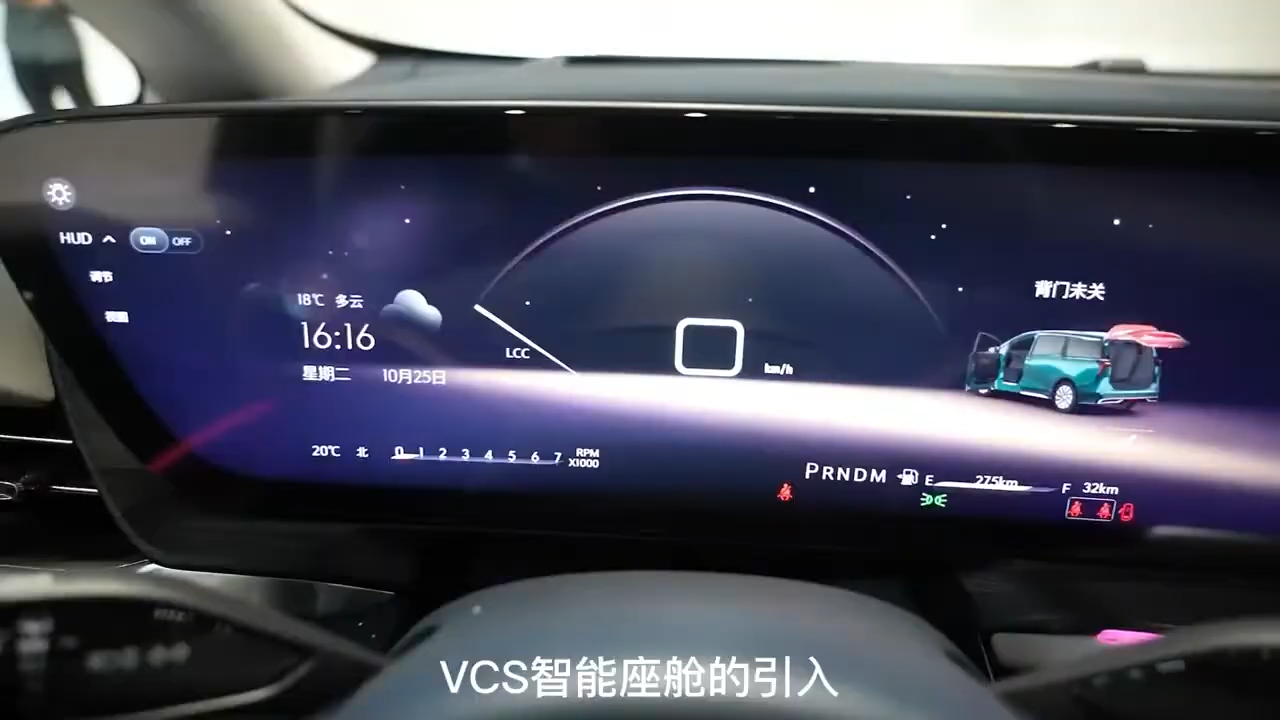 HUD ON OFF
调节
视图
18℃ 多云
16:16
星期二 10月25日
LCC
km/h
背门未关
20℃ 北 0 1 2 3 4 5 6 7 RPM
X1000
PRNDM E 275km F 32km
VCS智能座舱的引入